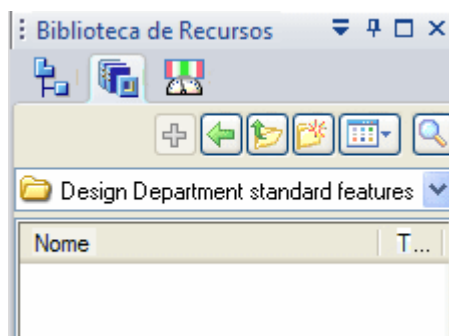 Biblioteca de Recursos
Design Department standard features
Nome T...